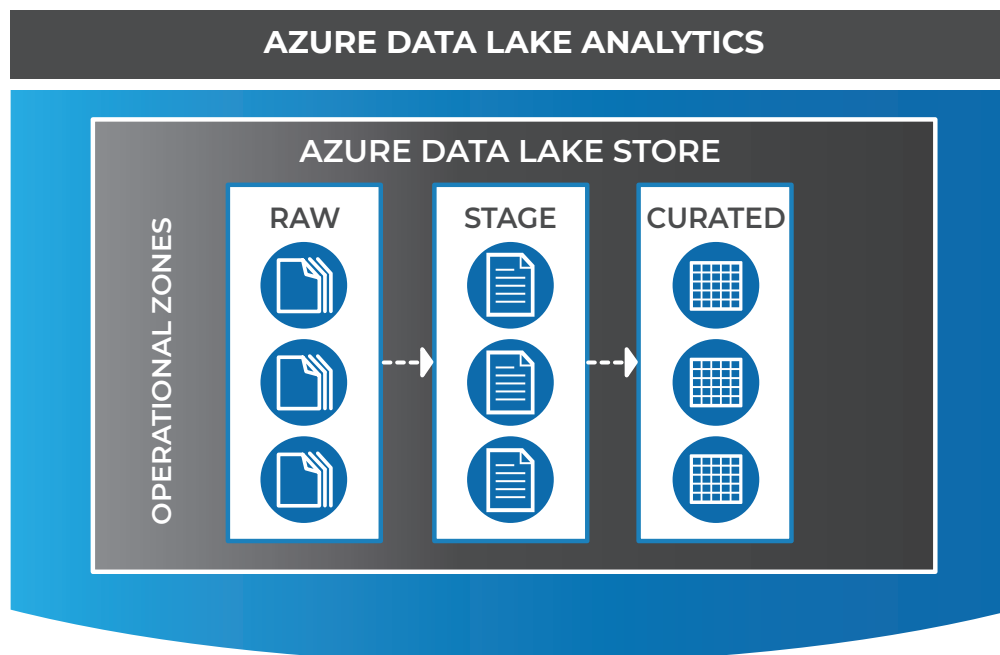 AZURE DATA LAKE ANALYTICS
AZURE DATA LAKE STORE
OPERATIONAL ZONES
RAW
STAGE
CURATED